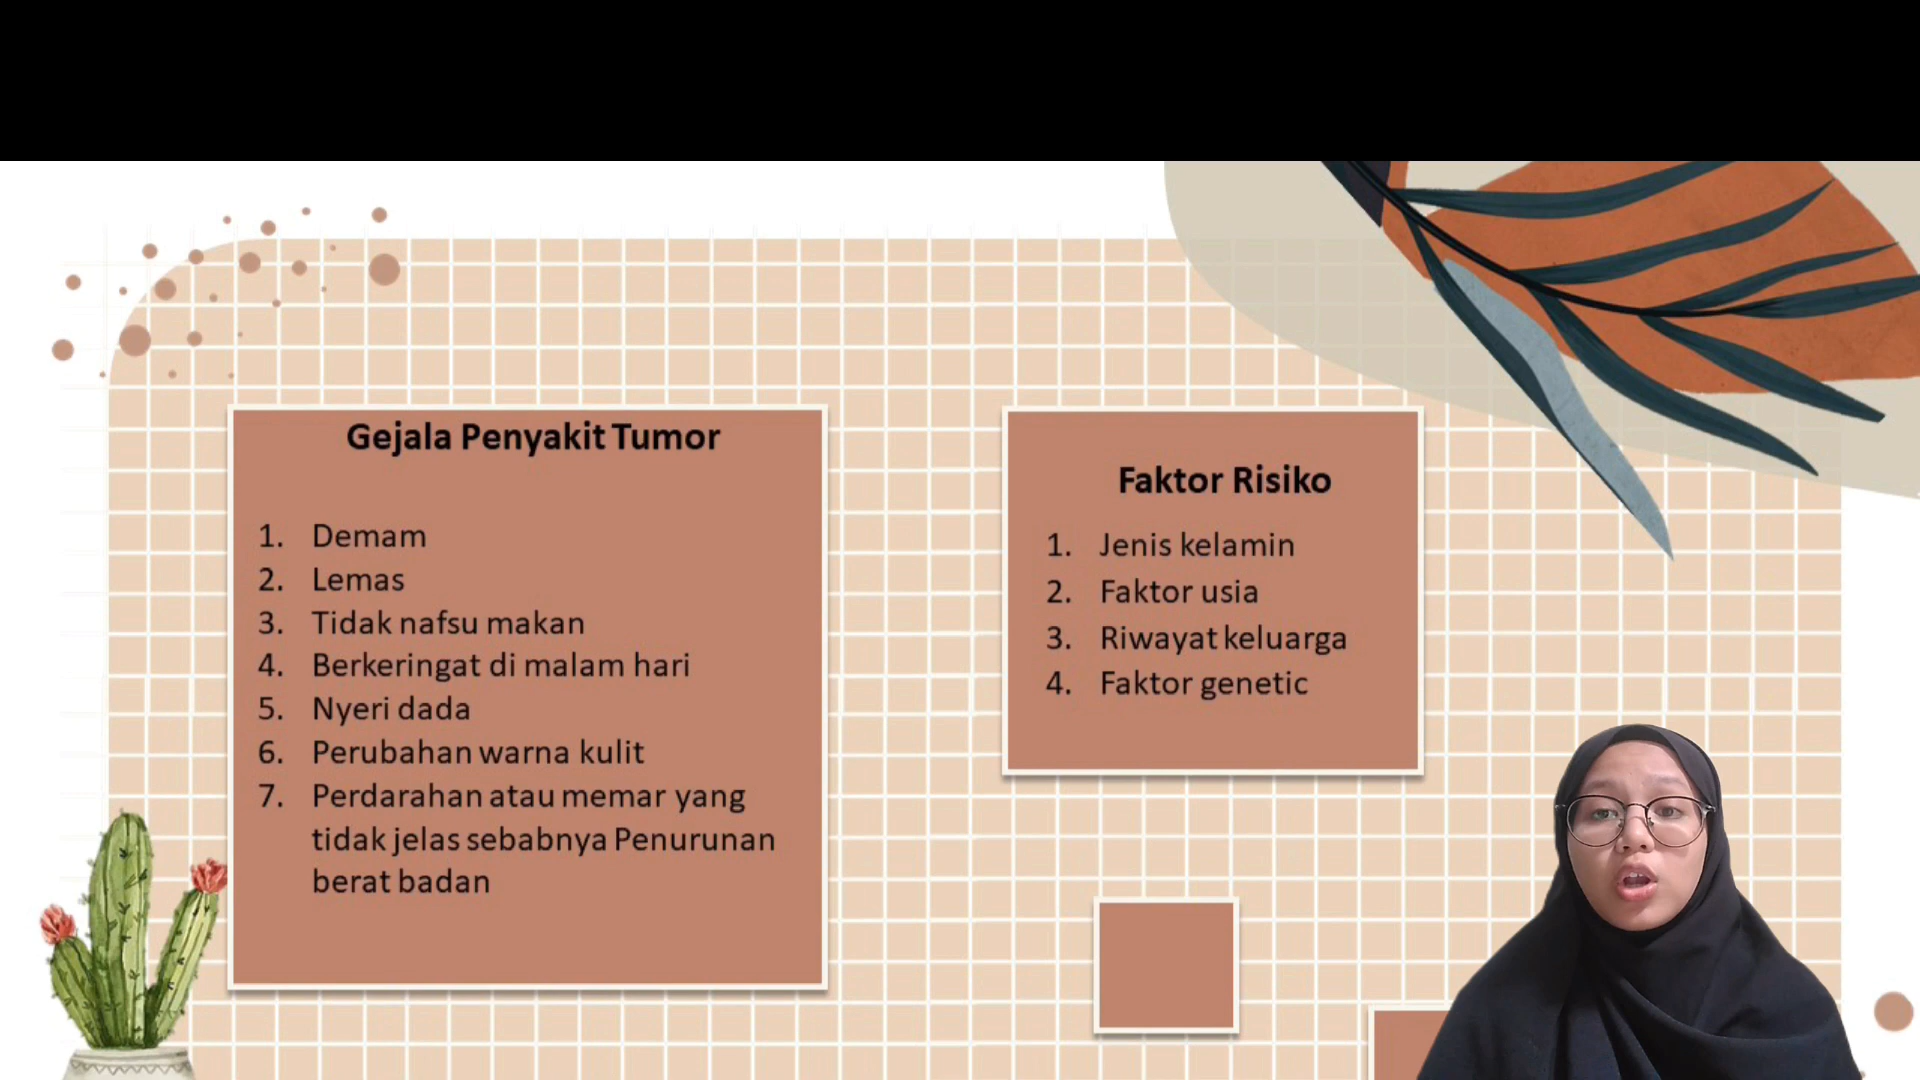 Gejala Penyakit Tumor
1. Demam
2. Lemas
3. Tidak nafsu makan
4. Berkeringat di malam hari
5. Nyeri dada
6. Perubahan warna kulit
7. Perdarahan atau memar yang
tidak jelas sebabnya Penurunan
berat badan
Faktor Risiko
1. Jenis kelamin
2. Faktor usia
3. Riwayat keluarga
4. Faktor genetic